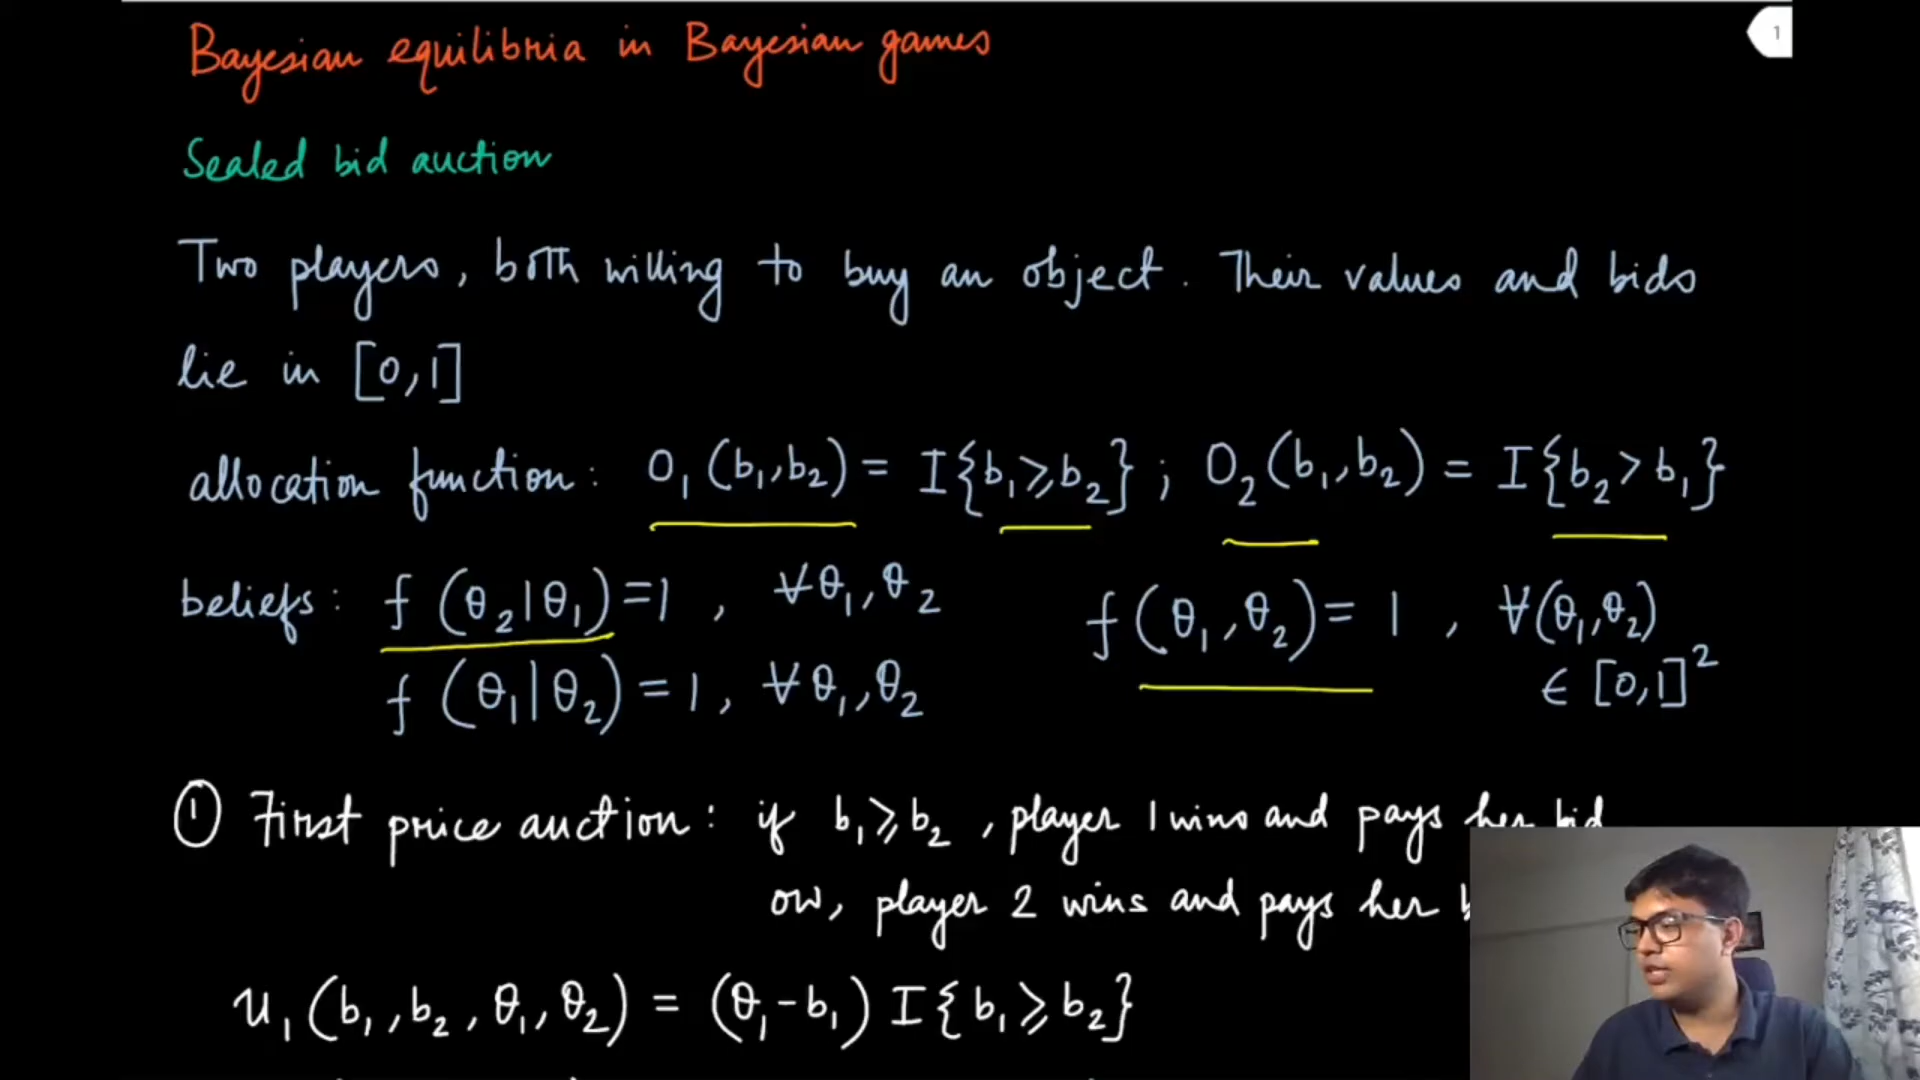 1
Bayesian equilibria in Bayesian games
Sealed bid auction
Two players, both willing to buy an object. Their values and bids
lie in [0,1]
allocation function: O₁(b₁,b₂) = I{b₁⩾b₂} ; O₂(b₁,b₂) = I{b₂>b₁}
beliefs: f(θ₂|θ₁)=1, ∀θ₁,θ₂ f(θ₁,θ₂)= 1, ∀(θ₁,θ₂)
f(θ₁|θ₂)=1, ∀θ₁,θ₂ ∈ [0,1]²
① First price auction: if b₁⩾b₂, player 1 wins and pays her bid
ow, player 2 wins and pays her
u₁(b₁,b₂,θ₁,θ₂) = (θ₁-b₁) I{b₁⩾b₂}